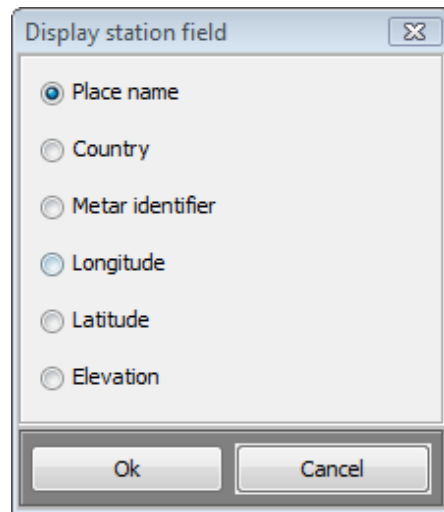 Display station field
Place name
Country
Metar identifier
Longitude
Latitude
Elevation
Ok
Cancel